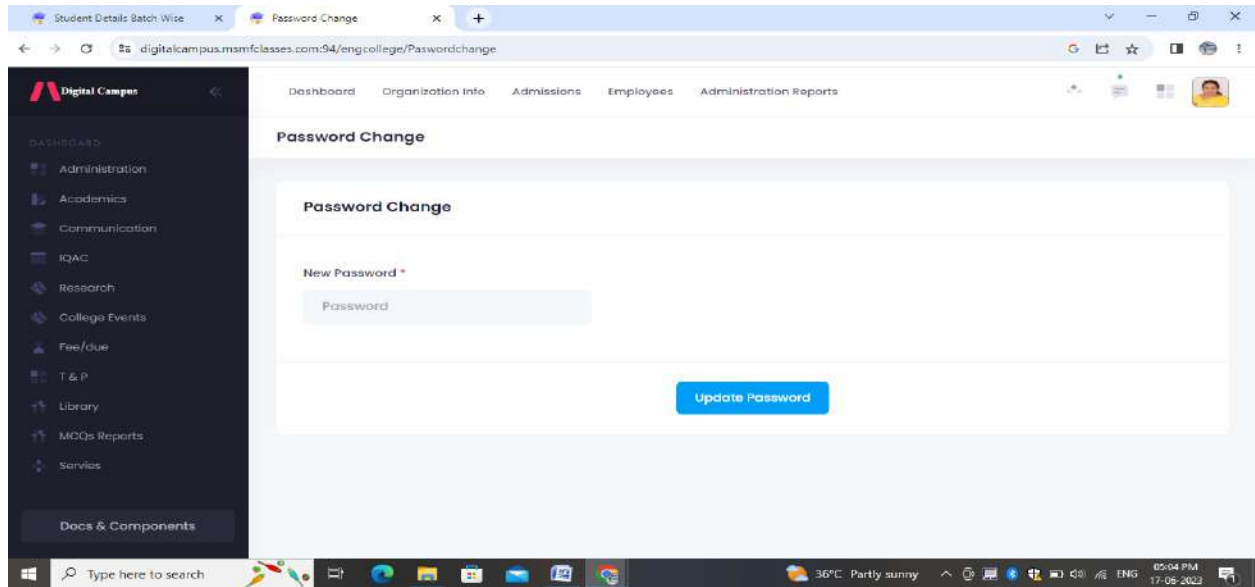 Student Details Batch Wise
Password Change
digitalcampus.msmfclasses.com:94/engcollege/Paswordchange
Digital Campus
Dashboard Organization Info Admissions Employees Administration Reports
Password Change
DASHBOARD
Administration
Academics
Communication
IQAC
Research
College Events
Fee/due
T & P
Library
MCQs Reports
Servies
Docs & Components
Password Change
New Password *
Password
Update Password
Type here to search
36°C Partly sunny
ENG
05:04 PM
17-06-2023